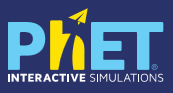 PhET®
INTERACTIVE SIMULATIONS